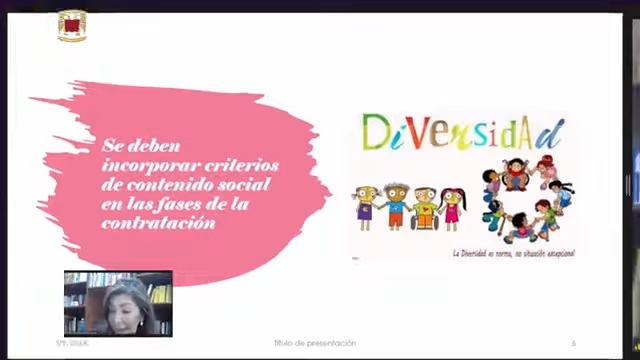 Se deben
incorporar criterios
de contenido social
en las fases de la
contratación
DiVersidAd
La Diversidad es norma, no situación excepcional
Título de presentación
6